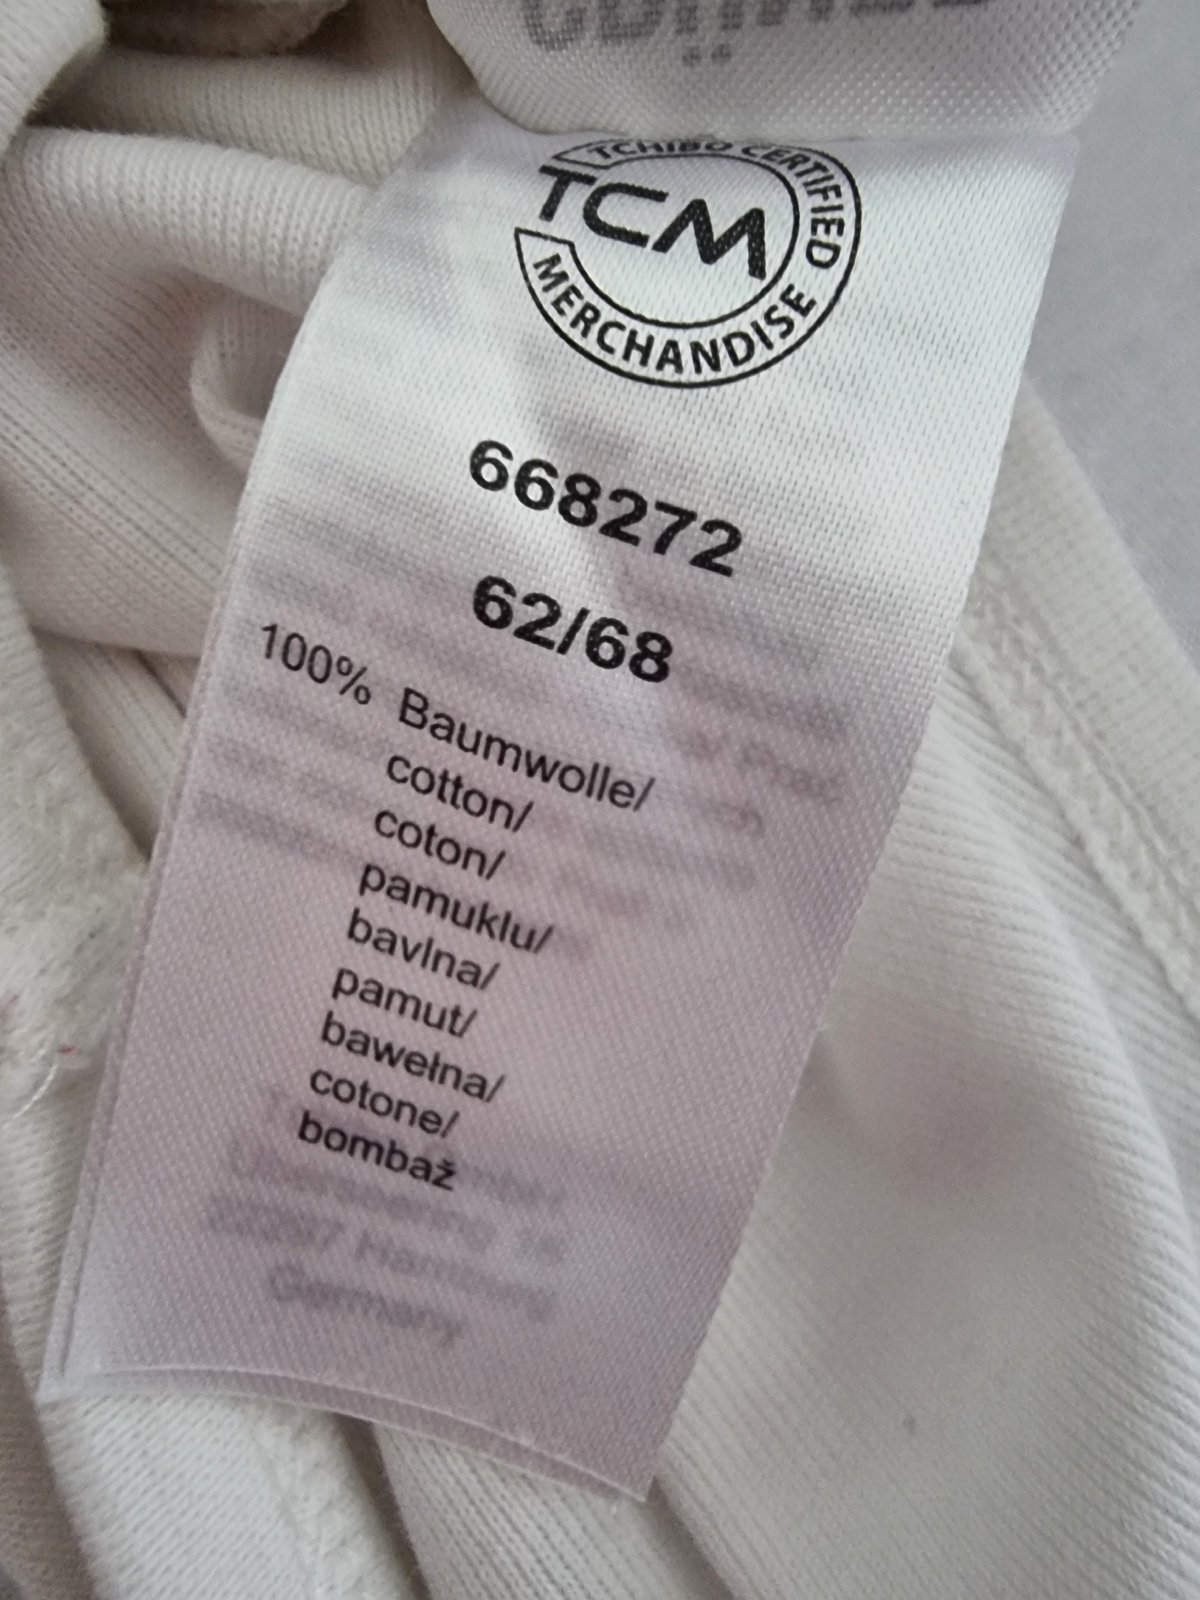 TCHIBO CERTIFIED
TCM
MERCHANDISE
668272
62/68
100% Baumwolle/
cotton/
coton/
pamuklu/
bavlna/
pamut/
bawełna/
cotone/
bombaž
Germany